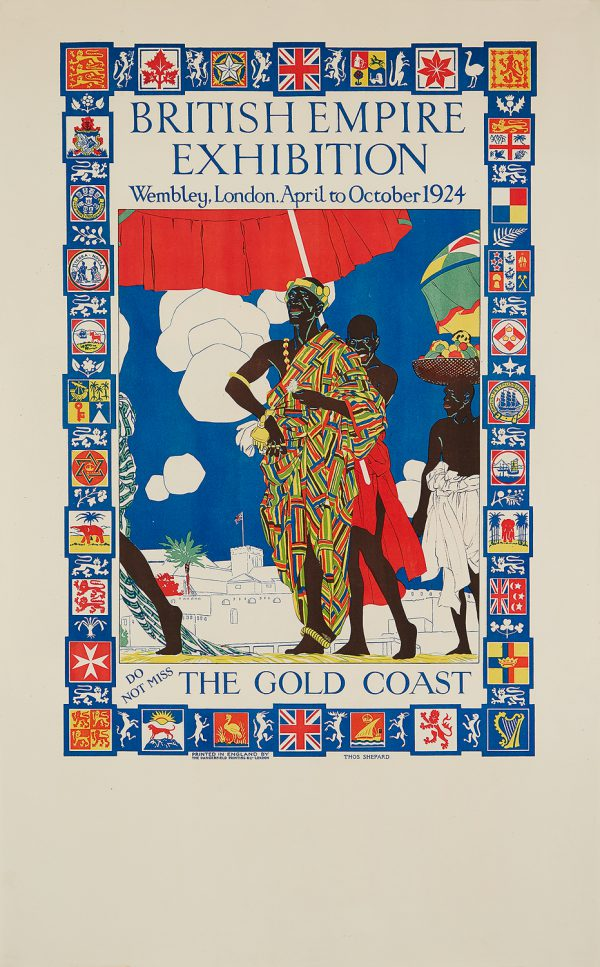 BRITISH EMPIRE
EXHIBITION
Wembley, London. April to October 1924
DO
NOT MISS
THE GOLD COAST
PRINTED IN ENGLAND BY
THOS SHEPARD